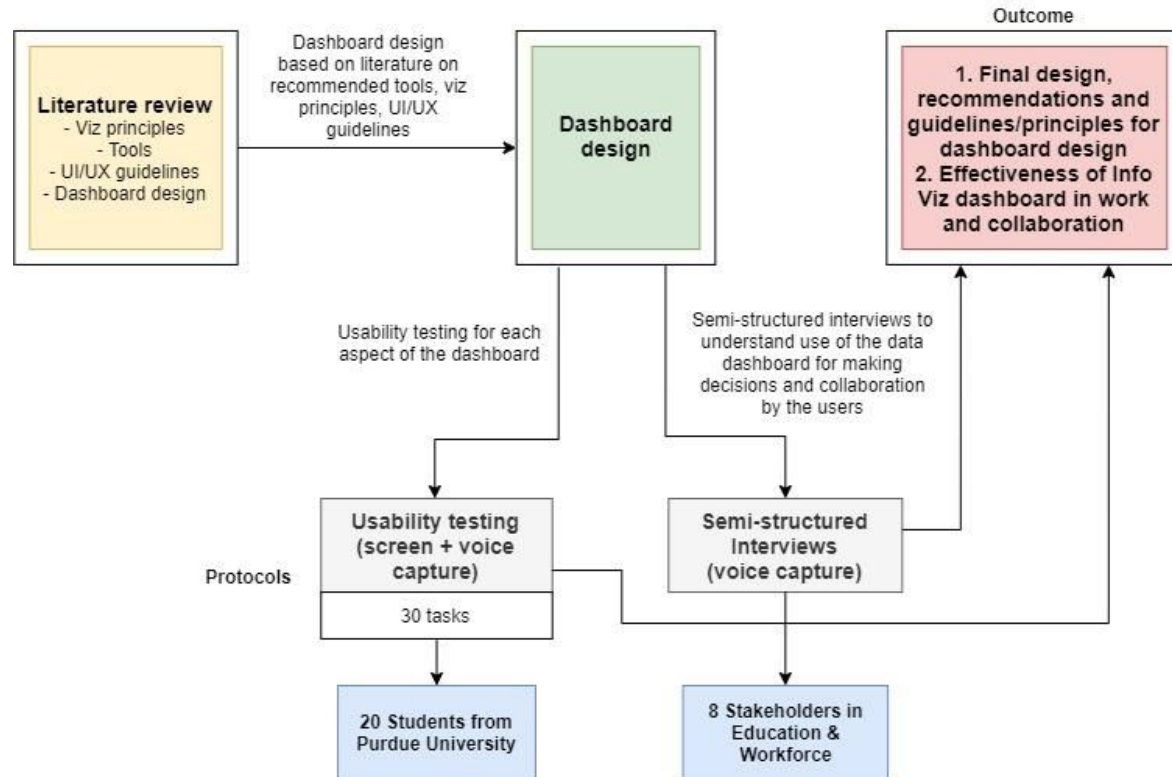 Outcome
Literature review
- Viz principles
- Tools
- UI/UX guidelines
- Dashboard design
Dashboard design
based on literature on
recommended tools, viz
principles, UI/UX
guidelines
Dashboard
design
1. Final design,
recommendations and
guidelines/principles for
dashboard design
2. Effectiveness of Info
Viz dashboard in work
and collaboration
Usability testing for each
aspect of the dashboard
Semi-structured interviews to
understand use of the data
dashboard for making
decisions and collaboration
by the users
Protocols
Usability testing
(screen + voice
capture)
30 tasks
Semi-structured
Interviews
(voice capture)
20 Students from
Purdue University
8 Stakeholders in
Education &
Workforce